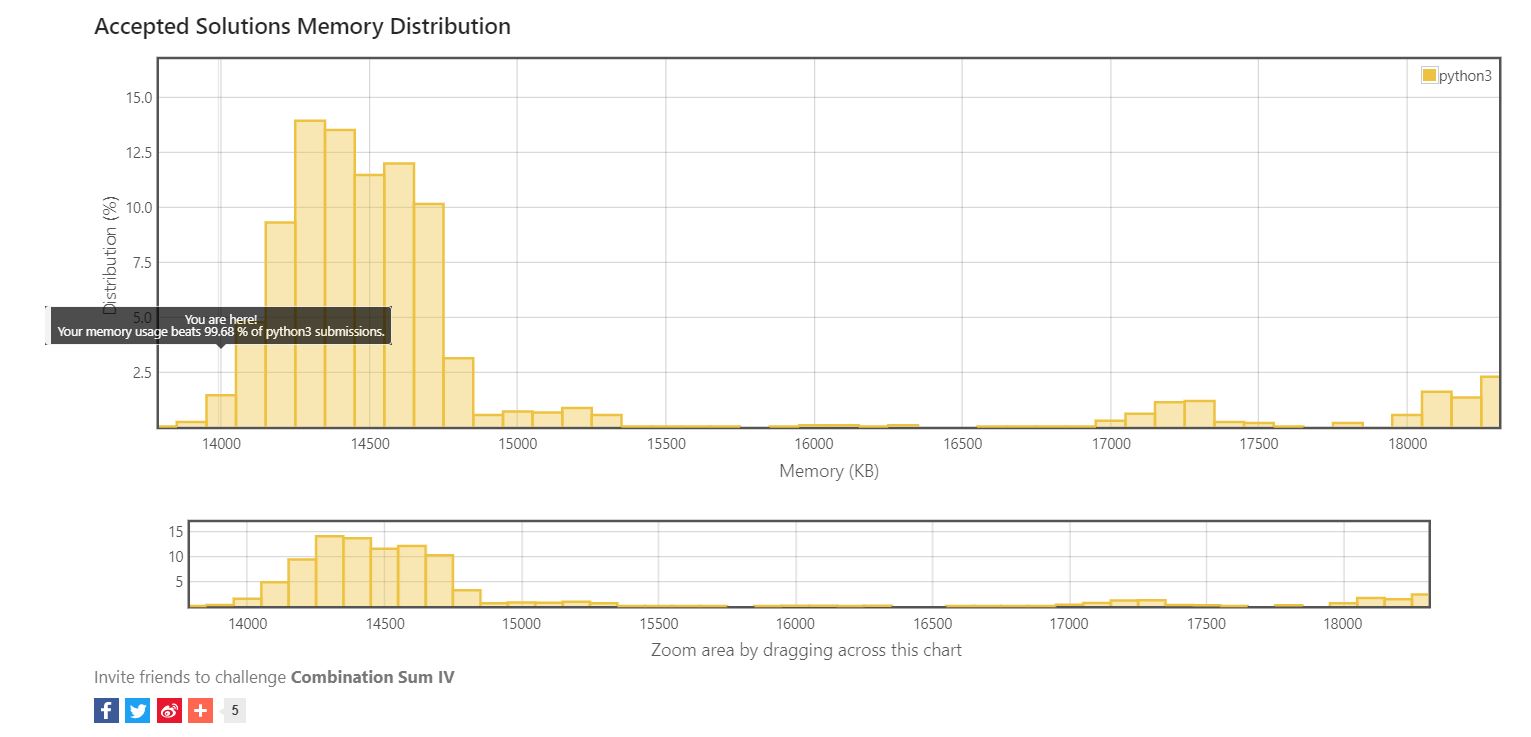 Accepted Solutions Memory Distribution
python3
15.0
12.5
10.0
7.5
5.0
2.5
Distribution (%)
You are here!
Your memory usage beats 99.68 % of python3 submissions.
14000 14500 15000 15500 16000 16500 17000 17500 18000
Memory (KB)
15
10
5
14000 14500 15000 15500 16000 16500 17000 17500 18000
Zoom area by dragging across this chart
Invite friends to challenge Combination Sum IV
5